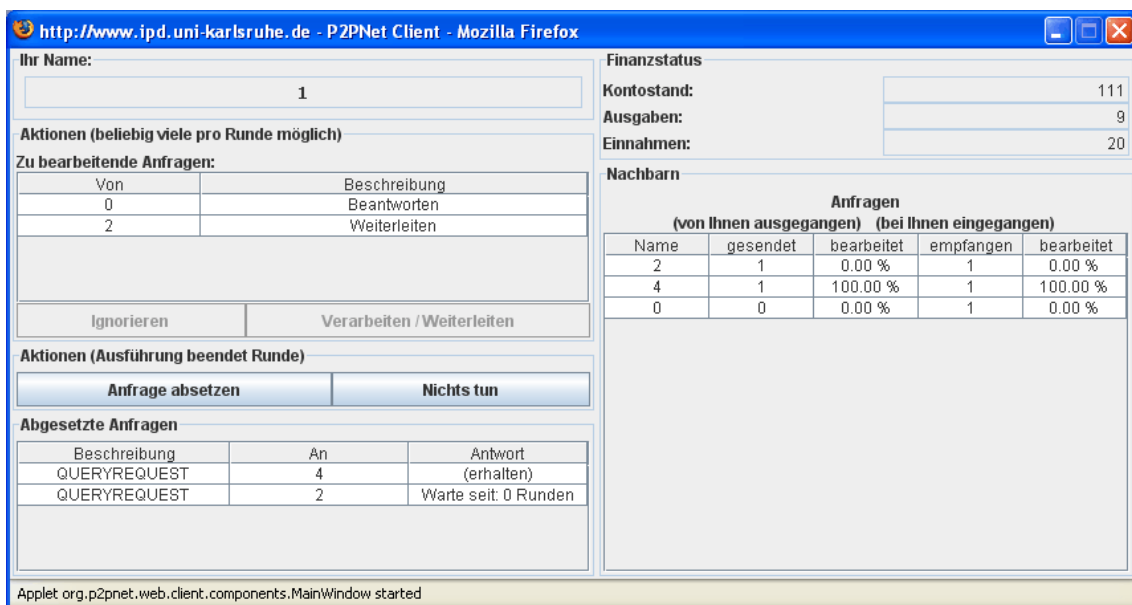 http://www.ipd.uni-karlsruhe.de - P2PNet Client - Mozilla Firefox
Ihr Name:
1
Aktionen (beliebig viele pro Runde möglich)
Zu bearbeitende Anfragen:
Von Beschreibung
0 Beantworten
2 Weiterleiten
Ignorieren Verarbeiten / Weiterleiten
Aktionen (Ausführung beendet Runde)
Anfrage absetzen Nichts tun
Abgesetzte Anfragen
Beschreibung An Antwort
QUERYREQUEST 4 (erhalten)
QUERYREQUEST 2 Warte seit: 0 Runden
Finanzstatus
Kontostand: 111
Ausgaben: 9
Einnahmen: 20
Nachbarn
Anfragen
(von Ihnen ausgegangen) (bei Ihnen eingegangen)
Name gesendet bearbeitet empfangen bearbeitet
2 1 0.00 % 1 0.00 %
4 1 100.00 % 1 100.00 %
0 0 0.00 % 1 0.00 %
Applet org.p2pnet.web.client.components.MainWindow started